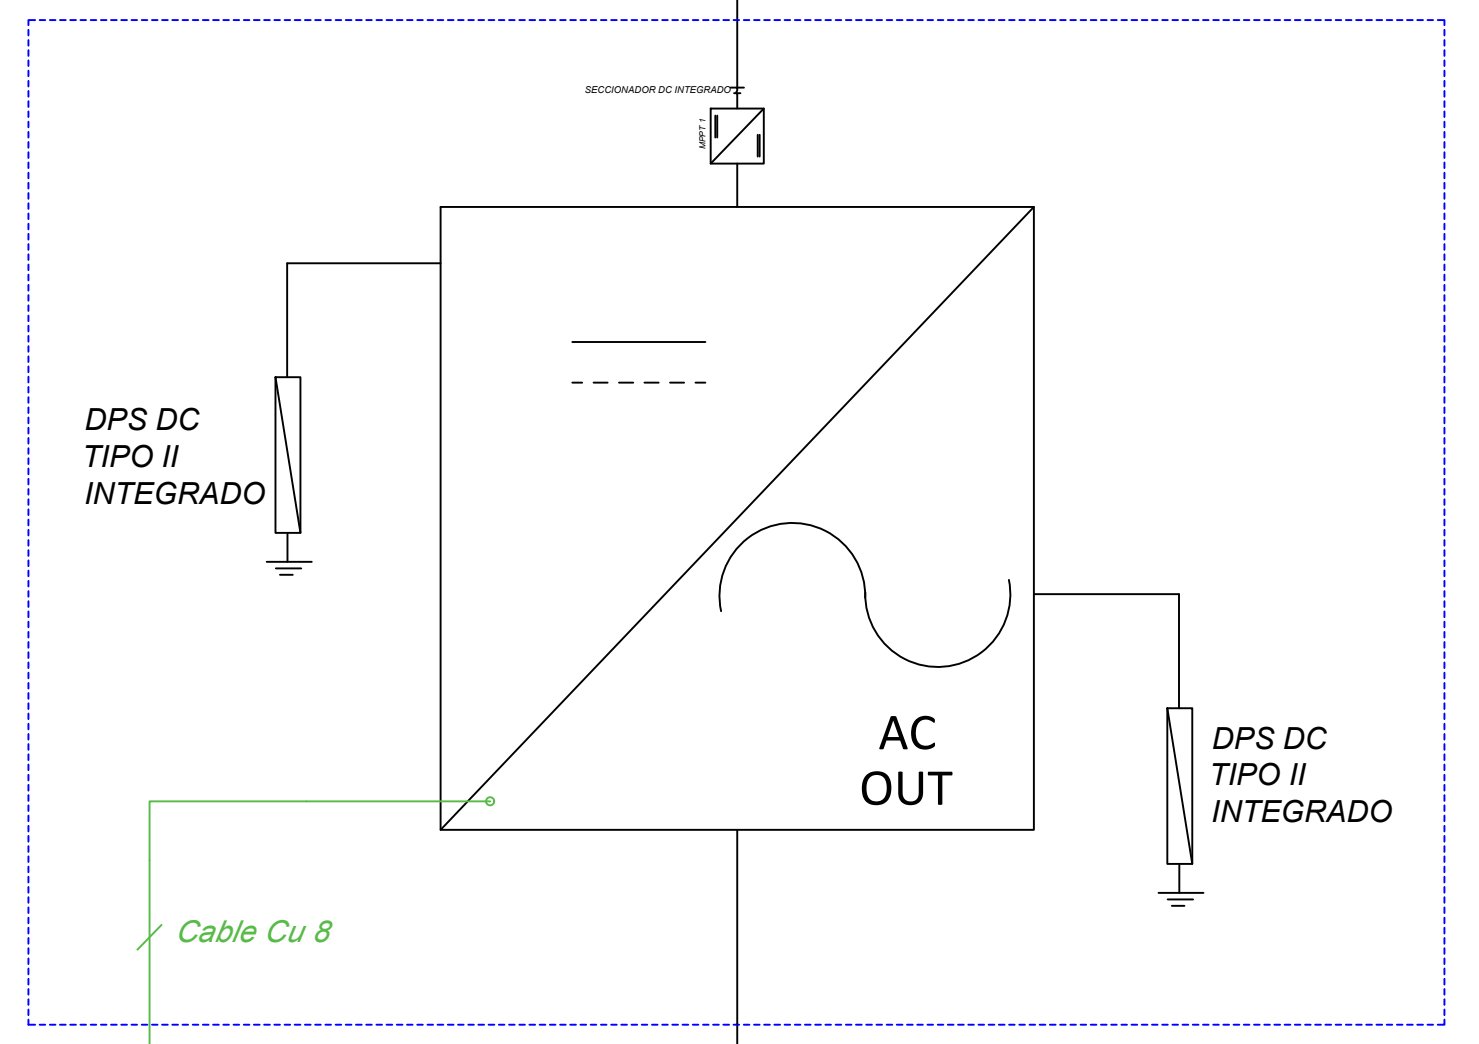 SECCIONADOR DC INTEGRADO
MPPT 1
DPS DC
TIPO II
INTEGRADO
AC
OUT
DPS DC
TIPO II
INTEGRADO
Cable Cu 8